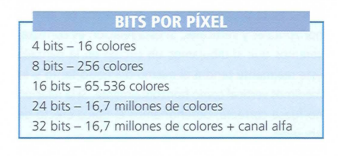 BITS POR PÍXEL
4 bits – 16 colores
8 bits – 256 colores
16 bits – 65.536 colores
24 bits – 16,7 millones de colores
32 bits – 16,7 millones de colores + canal alfa